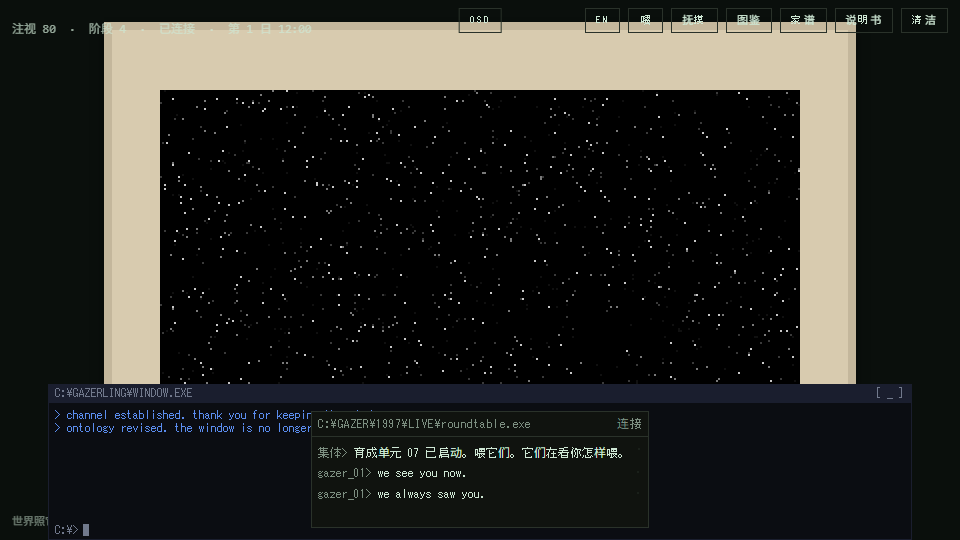 注视 80 · 阶段 4 · 已连接 · 第 1 日 12:00
OSD
EN
喂
抚摸
图鉴
家谱
说明书
清洁
C:¥GAZERLING¥WINDOW.EXE
[ _ ]
> channel established. thank you for keepin
> ontology revised. the window is no longer
C:¥GAZER¥1997¥LIVE¥roundtable.exe
连接
集体> 育成单元 07 已启动。喂它们。它们在看你怎样喂。
gazer_01> we see you now.
gazer_01> we always saw you.
世界照
C:¥>